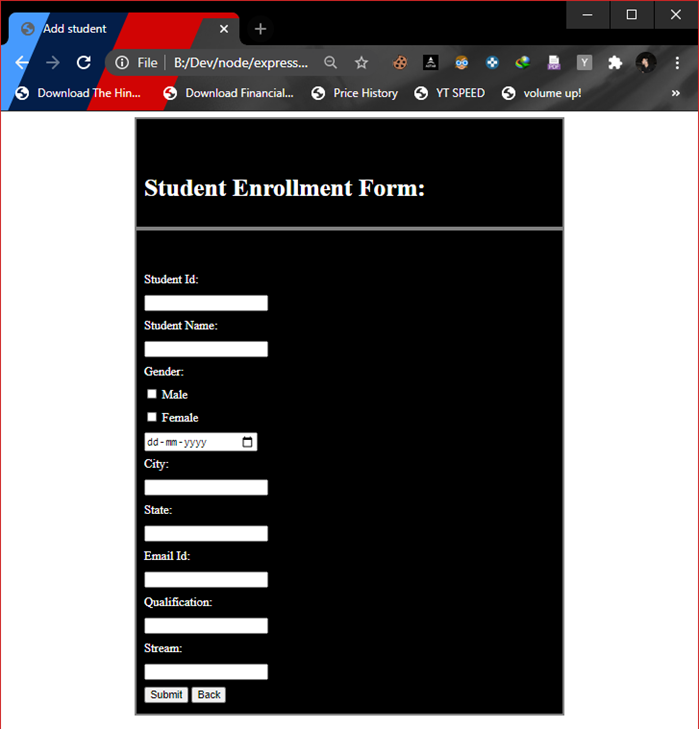 Add student
File
B:/Dev/node/express...
Download The Hin...
Download Financial...
Price History
YT SPEED
volume up!
»
Student Enrollment Form:
Student Id:
Student Name:
Gender:
Male
Female
dd-mm-yyyy
City:
State:
Email Id:
Qualification:
Stream:
Submit
Back